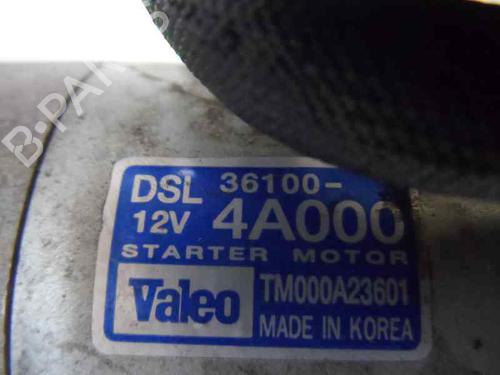 B-PARTS
DSL 36100-
12V 4A000
STARTER MOTOR
Valeo TM000A23601
MADE IN KOREA